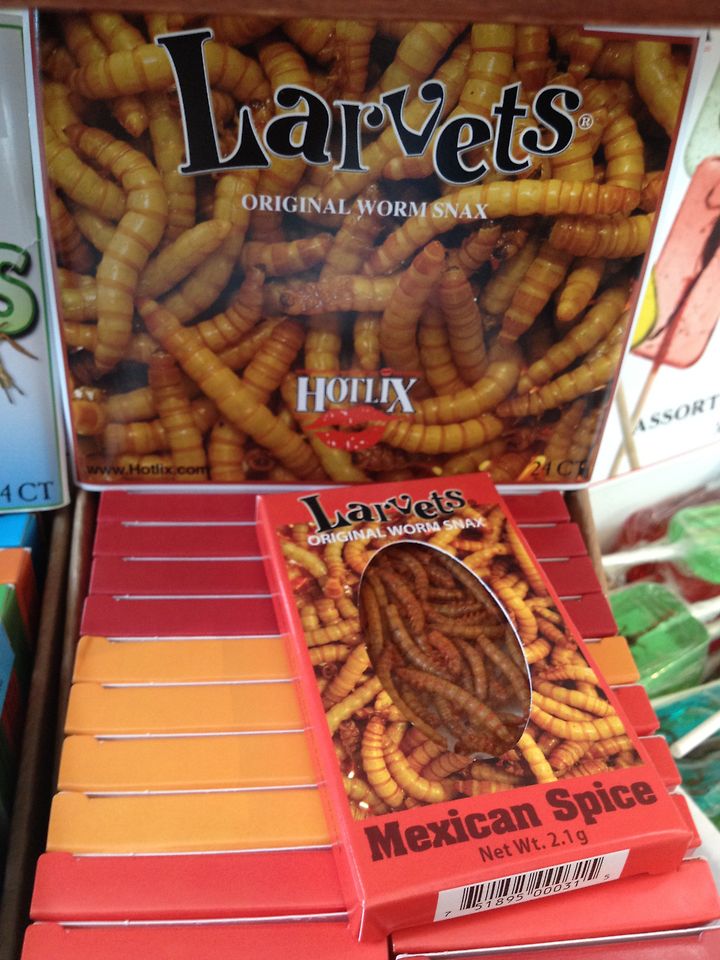 Larvets®
ORIGINAL WORM SNAX
HOTLIX
www.Hotlix.com
24 CT
S
4 CT
ASSORT
Larvets
ORIGINAL WORM SNAX
Mexican Spice
Net Wt. 2.1g
7 51895 00031 5